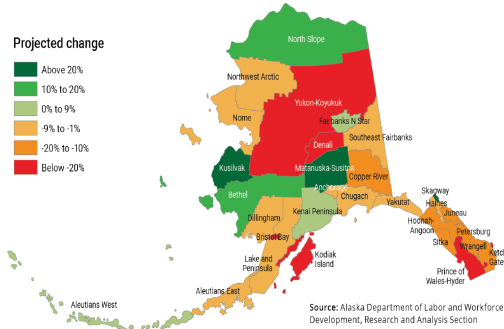 Projected change
Above 20%
10% to 20%
0% to 9%
-9% to -1%
-20% to -10%
Below -20%
North Slope
Northwest Arctic
Yukon-Koyukuk
Nome
Fairbanks N Star
Southeast Fairbanks
Denali
Kusilvak
Matanuska-Susitna
Copper River
Anchorage
Bethel
Chugach
Skagway
Yakutat
Haines
Kenai Peninsula
Juneau
Dillingham
Hodnah-
Angoon
Petersburg
Bristol Bay
Sitka
Wrangell
Ketch
Gate
Lake and
Peninsula
Kodiak
Island
Prince of
Wales-Hyder
Aleutians East
Aleutians West
Source: Alaska Department of Labor and Workforce
Development, Research and Analysis Section